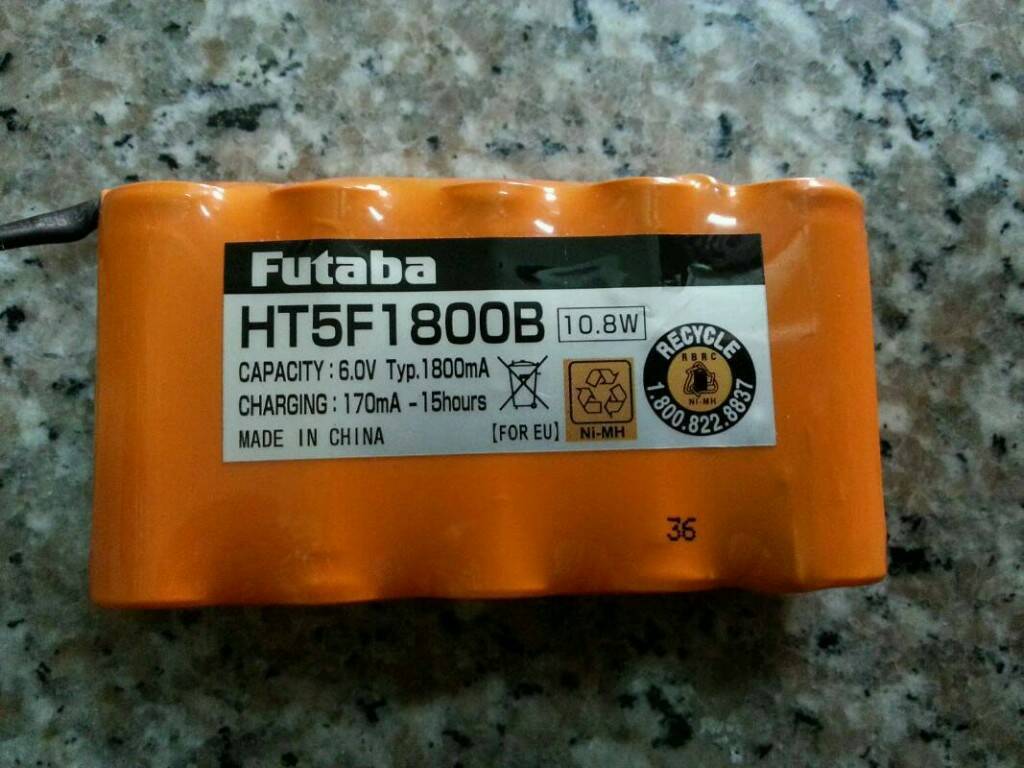 Futaba
HT5F1800B 10.8W
CAPACITY : 6.0V Typ.1800mA
CHARGING : 170mA - 15hours
MADE IN CHINA
[FOR EU]
Ni-MH
RECYCLE
RBRC
Ni-MH
1.800.822.8837
36